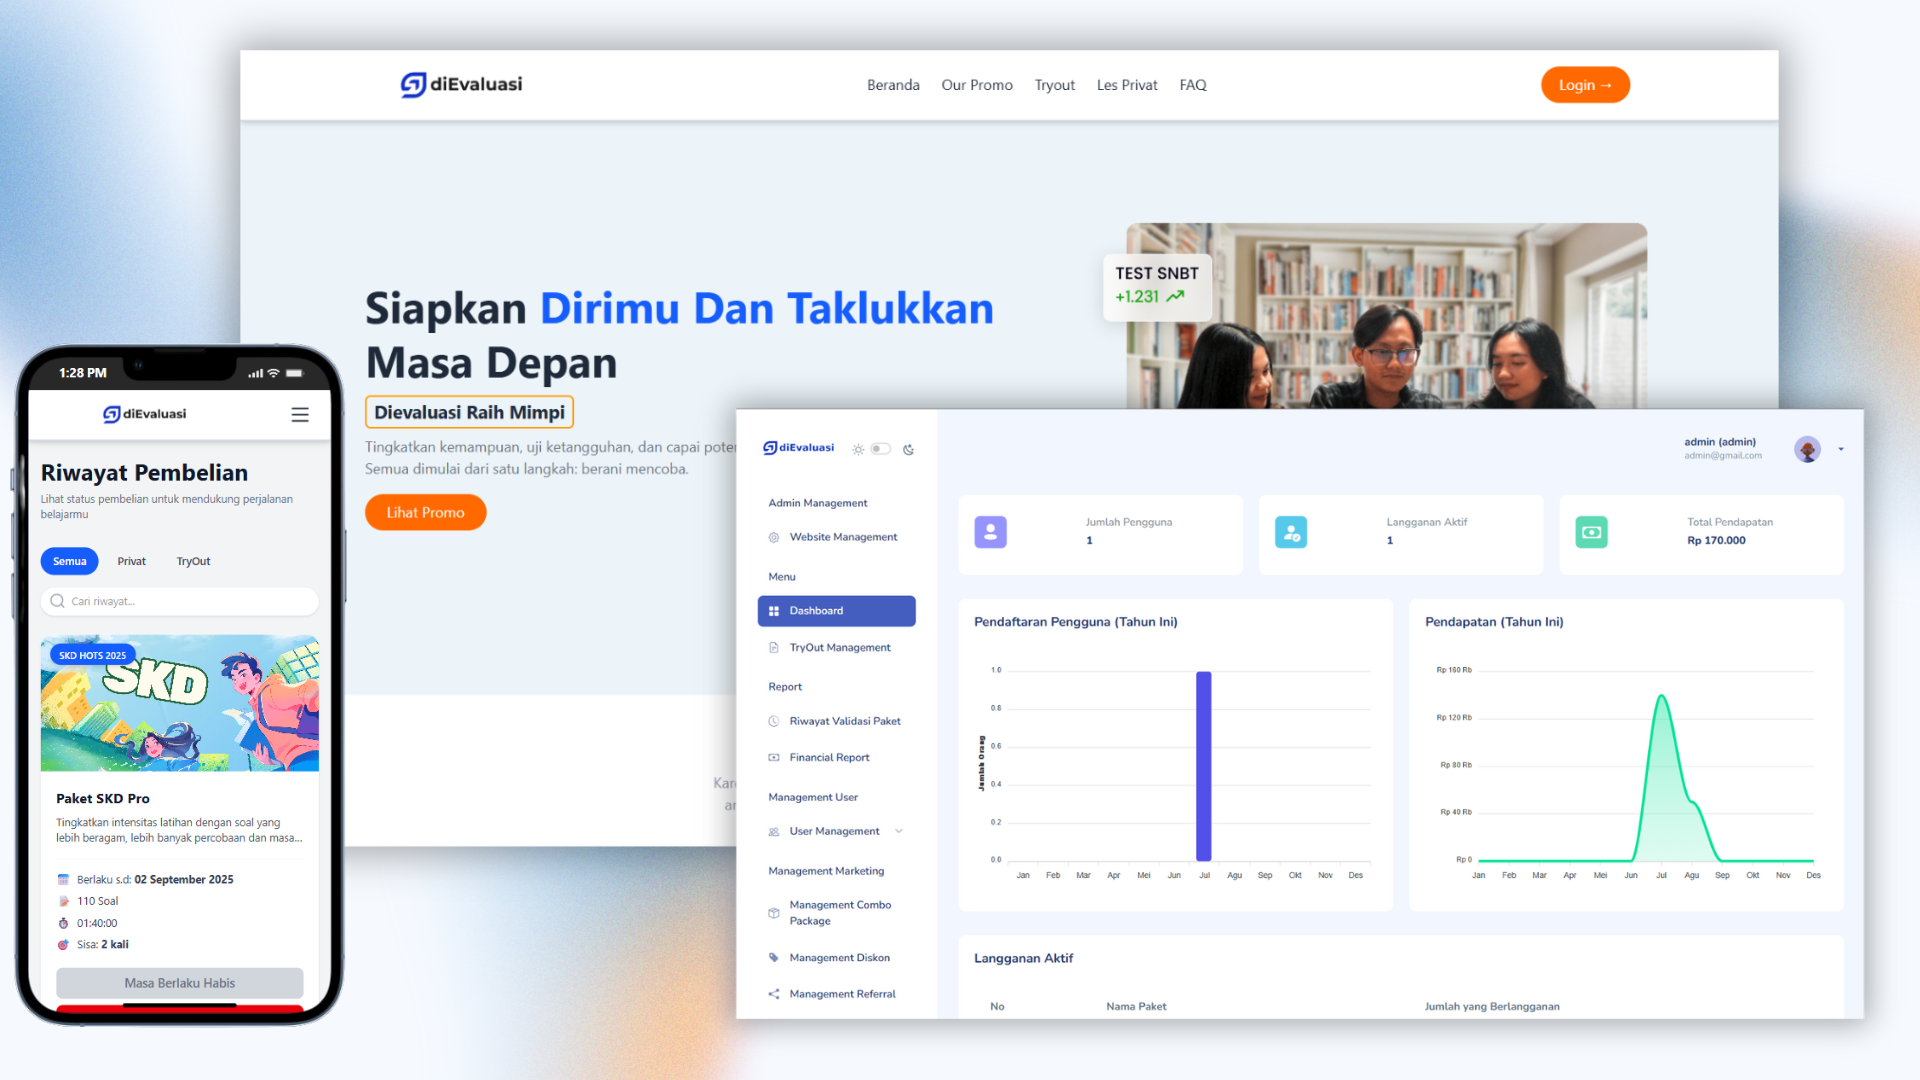 diEvaluasi
Beranda
Our Promo
Tryout
Les Privat
FAQ
Login →
Siapkan Dirimu Dan Taklukkan
Masa Depan
Dievaluasi Raih Mimpi
Tingkatkan kemampuan, uji ketangguhan, dan capai
Semua dimulai dari satu langkah: berani mencoba.
Lihat Promo
TEST SNBT
+1.231
1:28 PM
diEvaluasi
Riwayat Pembelian
Lihat status pembelian untuk mendukung perjalanan
belajarmu
Semua
Privat
TryOut
Cari riwayat...
SKD HOTS 2025
SKD
Paket SKD Pro
Tingkatkan intensitas latihan dengan soal yang
lebih beragam, lebih banyak percobaan dan masa...
Berlaku s.d: 02 September 2025
110 Soal
01:40:00
Sisa: 2 kali
Masa Berlaku Habis
diEvaluasi
admin (admin)
admin@gmail.com
Admin Management
Website Management
Menu
Dashboard
TryOut Management
Report
Riwayat Validasi Paket
Financial Report
Management User
User Management
Management Marketing
Management Combo
Package
Management Diskon
Management Referral
Jumlah Pengguna
1
Langganan Aktif
1
Total Pendapatan
Rp 170.000
Pendaftaran Pengguna (Tahun Ini)
Jumlah Orang
1.0
0.8
0.6
0.4
0.2
0.0
Jan Feb Mar Apr Mei Jun Jul Agu Sep Okt Nov Des
Pendapatan (Tahun Ini)
Rp 160 Rb
Rp 120 Rb
Rp 80 Rb
Rp 40 Rb
Rp 0
Jan Feb Mar Apr Mei Jun Jul Agu Sep Okt Nov Des
Langganan Aktif
No
Nama Paket
Jumlah yang Berlangganan